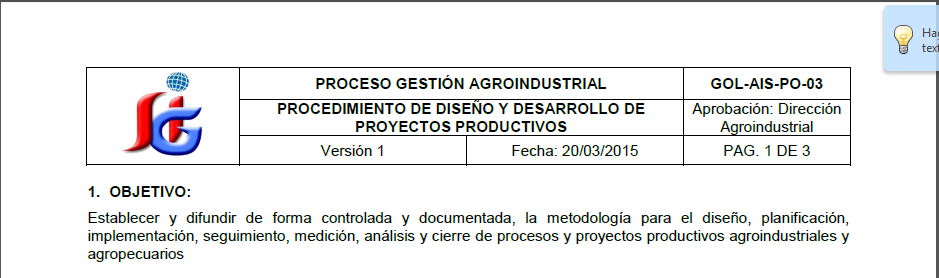 PROCESO GESTIÓN AGROINDUSTRIAL
GOL-AIS-PO-03
PROCEDIMIENTO DE DISEÑO Y DESARROLLO DE
PROYECTOS PRODUCTIVOS
Aprobación: Dirección
Agroindustrial
Versión 1
Fecha: 20/03/2015
PAG. 1 DE 3
1. OBJETIVO:
Establecer y difundir de forma controlada y documentada, la metodología para el diseño, planificación,
implementación, seguimiento, medición, análisis y cierre de procesos y proyectos productivos agroindustriales y
agropecuarios